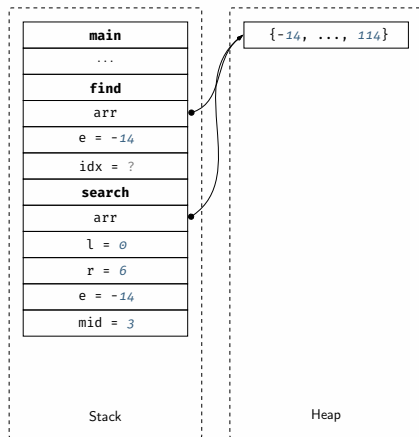 main
...
find
arr
e = -14
idx = ?
search
arr
l = 0
r = 6
e = -14
mid = 3
Stack
{-14, ..., 114}
Heap